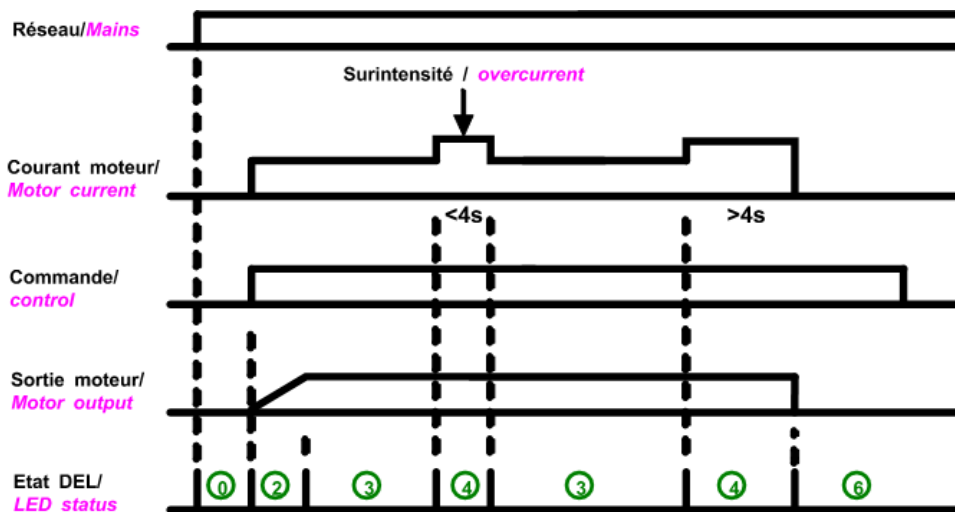 Réseau/Mains
Surintensité / overcurrent
Courant moteur/
Motor current
<4s
>4s
Commande/
control
Sortie moteur/
Motor output
Etat DEL/
LED status
0 2 3 4 3 4 6